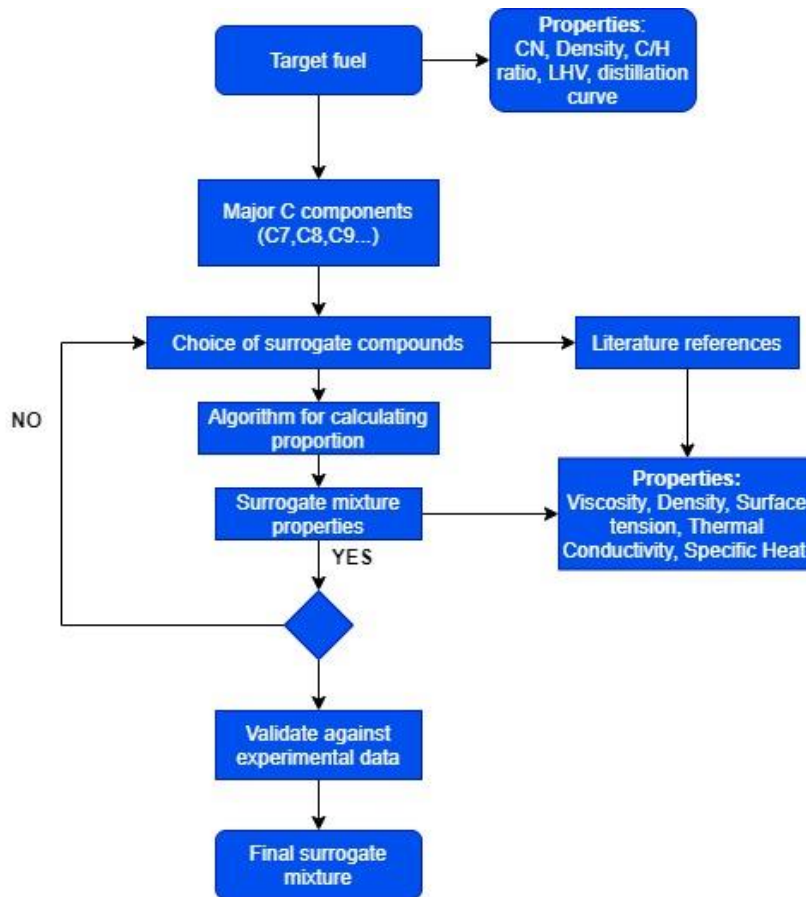 Target fuel
Properties:
CN, Density, C/H
ratio, LHV, distillation
curve
Major C components
(C7,C8,C9...)
Choice of surrogate compounds
Literature references
NO
Algorithm for calculating
proportion
Surrogate mixture
properties
Properties:
Viscosity, Density, Surface
tension, Thermal
Conductivity, Specific Heat
YES
Validate against
experimental data
Final surrogate
mixture